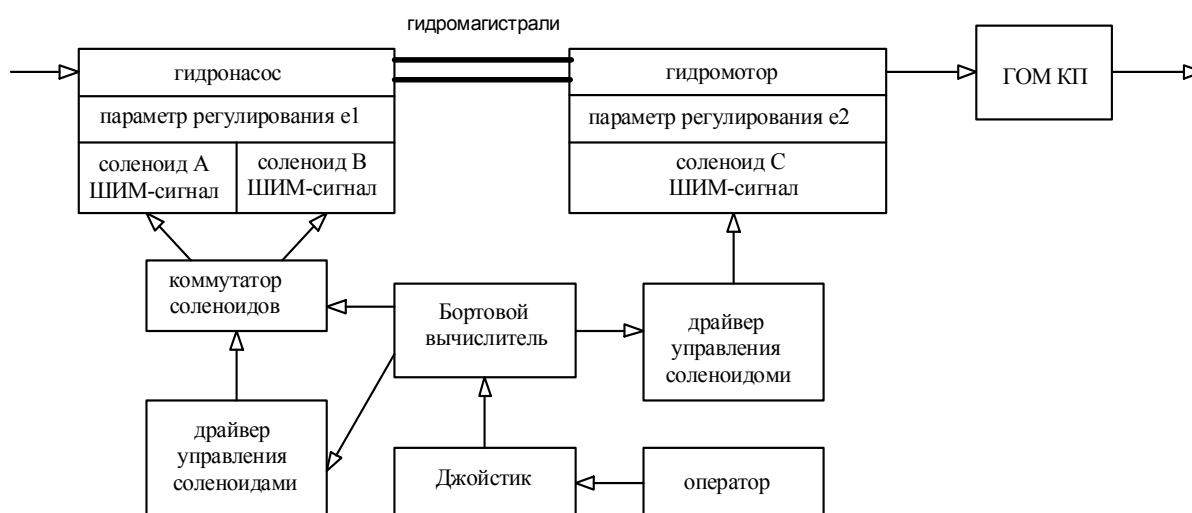 гидромагистрали
гидронасос
параметр регулирования е1
соленоид А
ШИМ-сигнал
соленоид В
ШИМ-сигнал
гидромотор
параметр регулирования е2
соленоид С
ШИМ-сигнал
ГОМ КП
коммутатор
соленоидов
Бортовой
вычислитель
драйвер
управления
соленоидоми
драйвер
управления
соленоидами
Джойстик
оператор